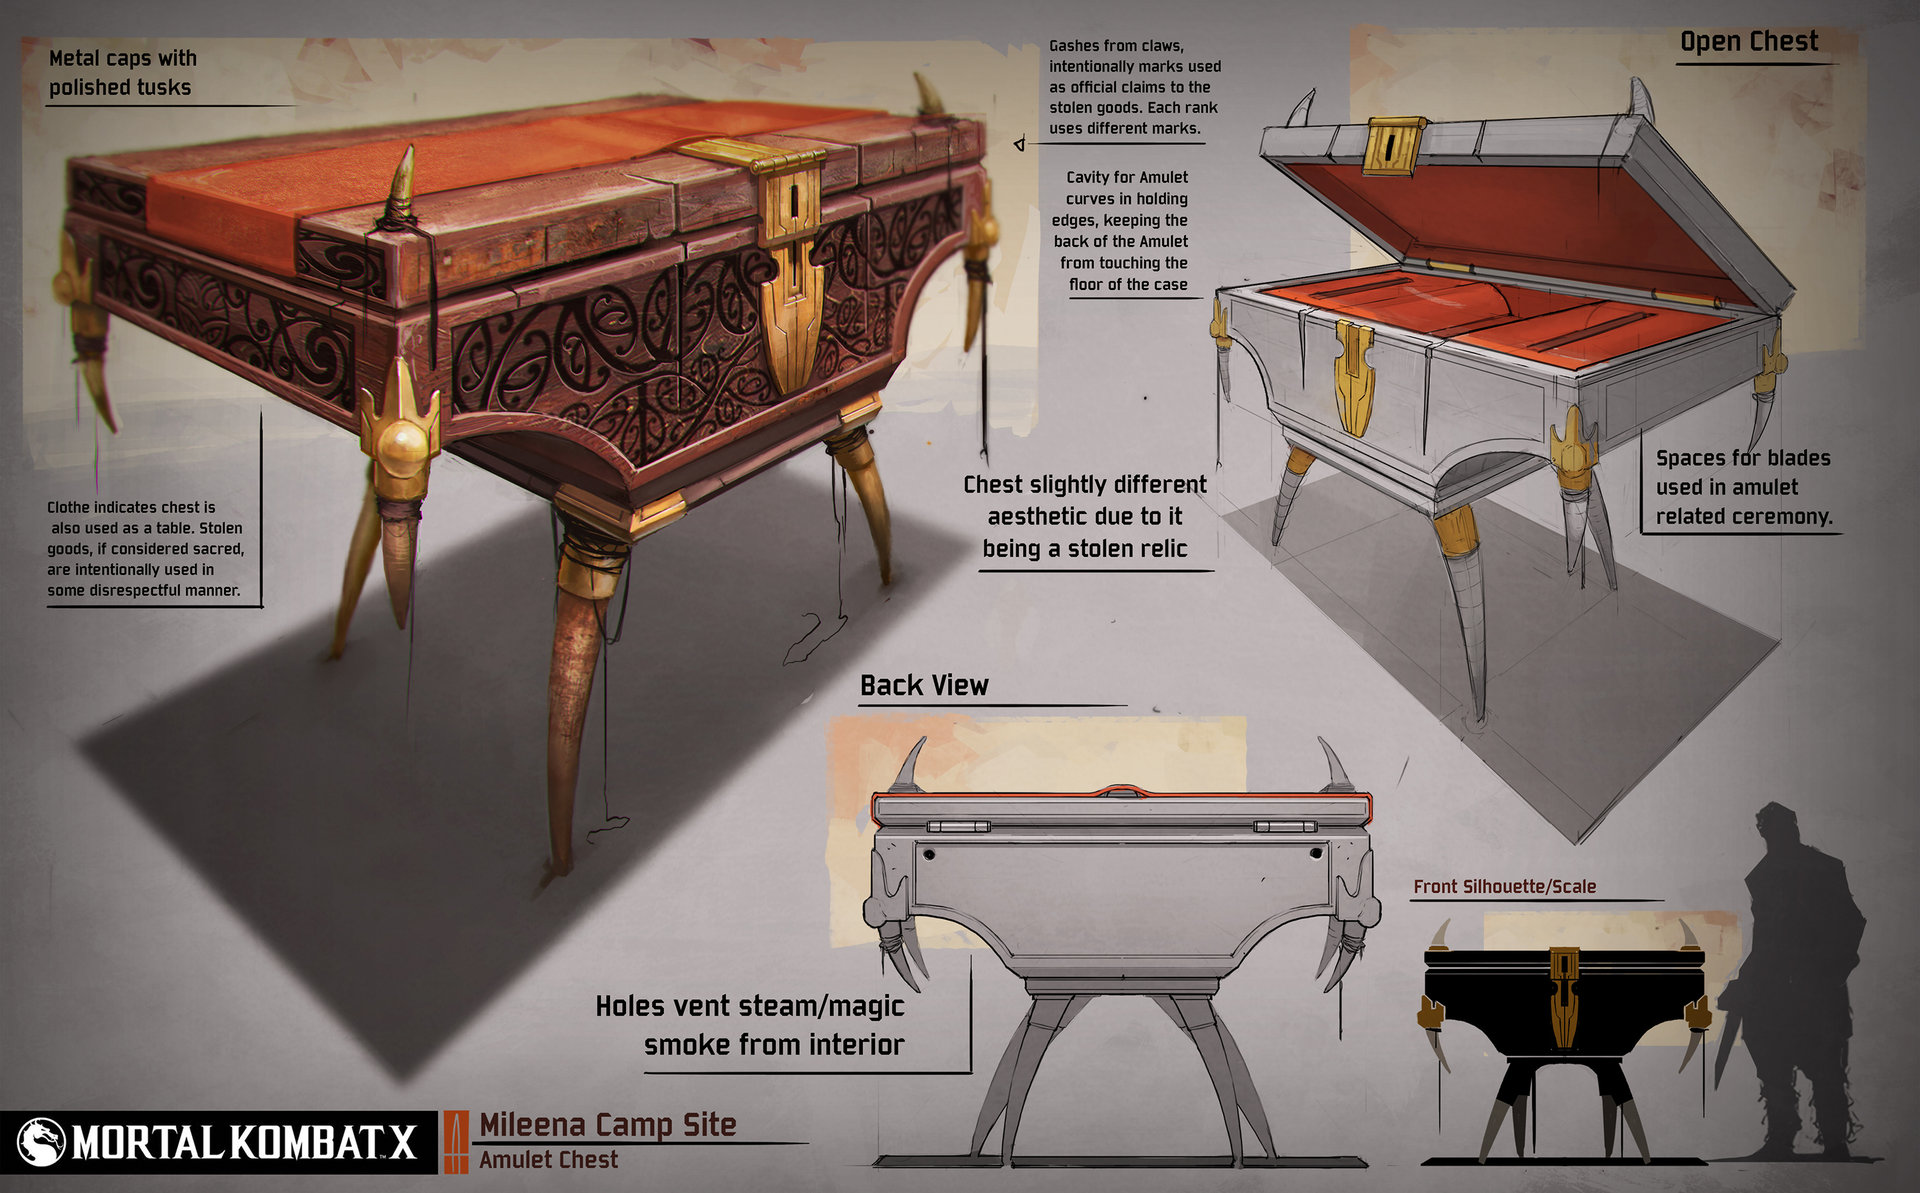 Metal caps with
polished tusks
Gashes from claws,
intentionally marks used
as official claims to the
stolen goods. Each rank
uses different marks.
Cavity for Amulet
curves in holding
edges, keeping the
back of the Amulet
from touching the
floor of the case
Open Chest
Clothe indicates chest is
also used as a table. Stolen
goods, if considered sacred,
are intentionally used in
some disrespectful manner.
Chest slightly different
aesthetic due to it
being a stolen relic
Spaces for blades
used in amulet
related ceremony.
Back View
Holes vent steam/magic
smoke from interior
Front Silhouette/Scale
MORTAL KOMBAT X
TM
Mileena Camp Site
Amulet Chest